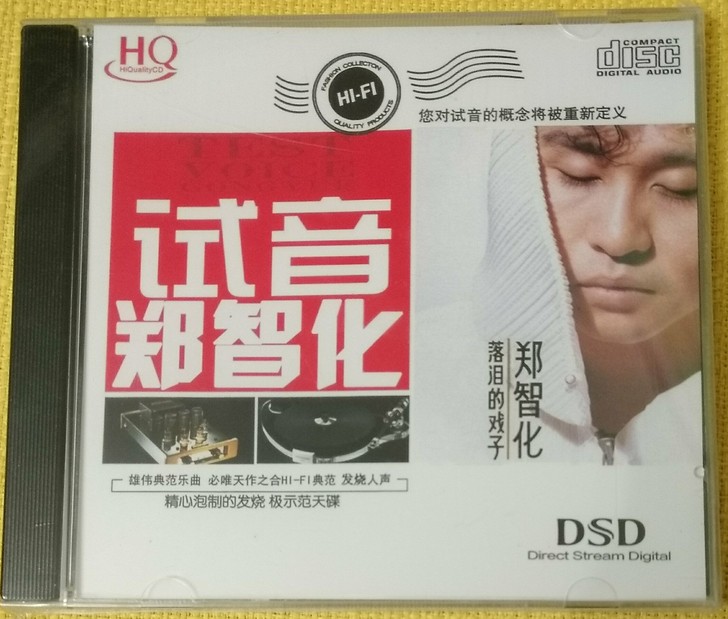 HQ
HiQualityCD
FASHION COLLECTION
HI-FI
QUALITY PRODUCTS
COMPACT
disc
DIGITAL AUDIO
您对试音的概念将被重新定义
试音
郑智化
郑智化
落泪的戏子
雄伟典范乐曲 必唯天作之合HI-FI典范 发烧人声
精心泡制的发烧 极示范天碟
DSD
Direct Stream Digital